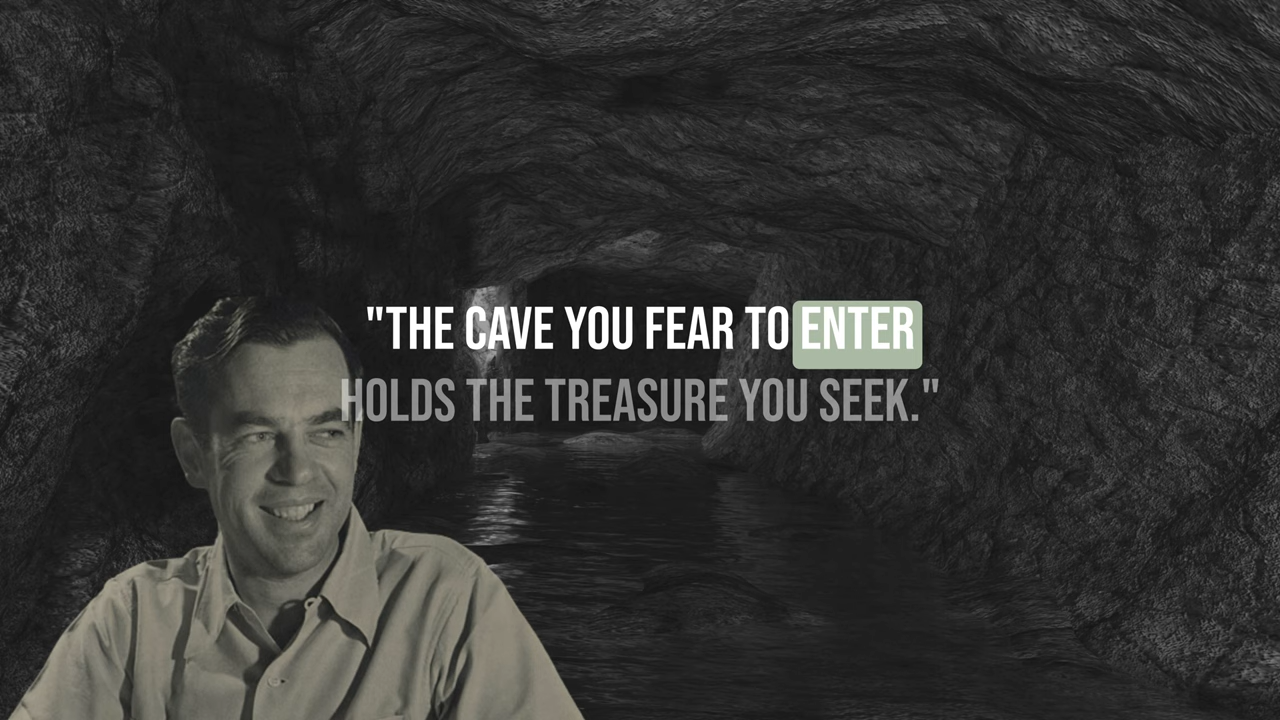 "THE CAVE YOU FEAR TO ENTER
HOLDS THE TREASURE YOU SEEK."